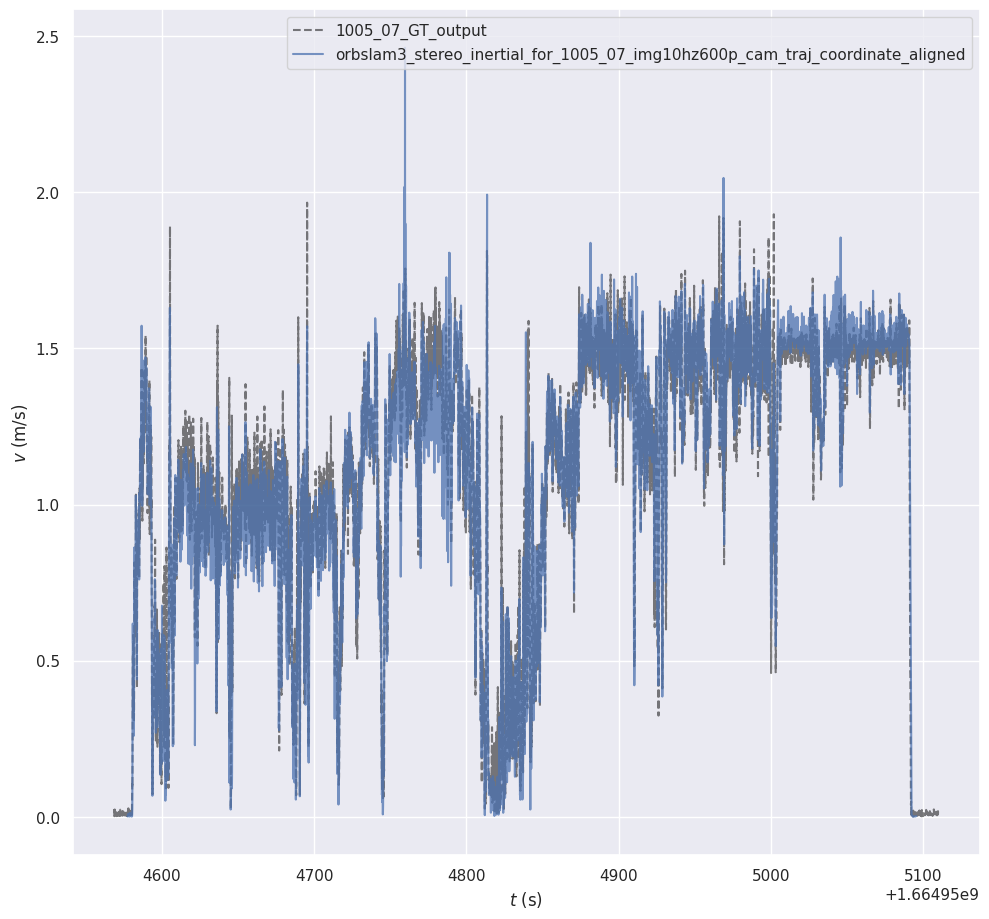 1005_07_GT_output
orbslam3_stereo_inertial_for_1005_07_img10hz600p_cam_traj_coordinate_aligned
2.5
2.0
1.5
1.0
0.5
0.0
v (m/s)
4600 4700 4800 4900 5000 5100
+1.66495e9
t (s)